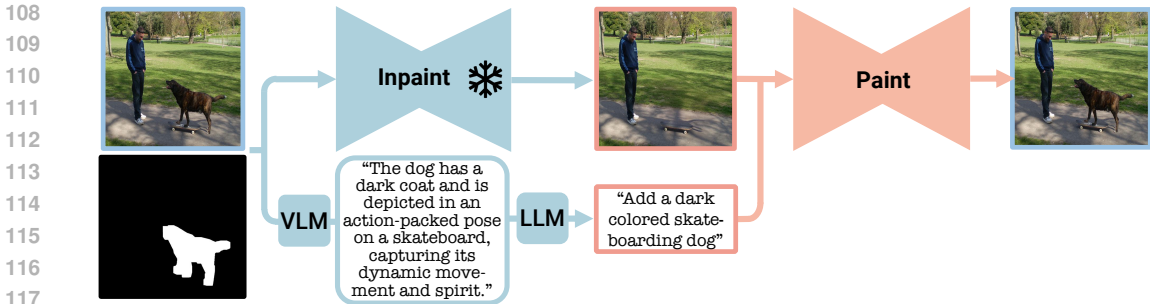 108
109
110
111
112
113
114
115
116
117
Inpaint
Paint
VLM
“The dog has a
dark coat and is
depicted in an
action-packed pose
on a skateboard,
capturing its
dynamic move-
ment and spirit.”
LLM
“Add a dark
colored skate-
boarding dog”